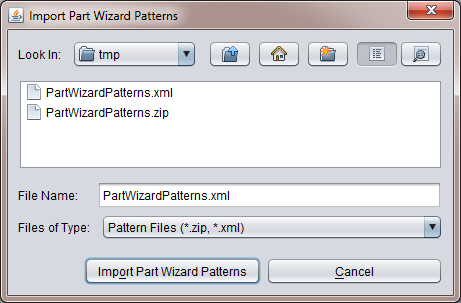 Import Part Wizard Patterns
Look In: tmp
PartWizardPatterns.xml
PartWizardPatterns.zip
File Name: PartWizardPatterns.xml
Files of Type: Pattern Files (*.zip, *.xml)
Import Part Wizard Patterns Cancel